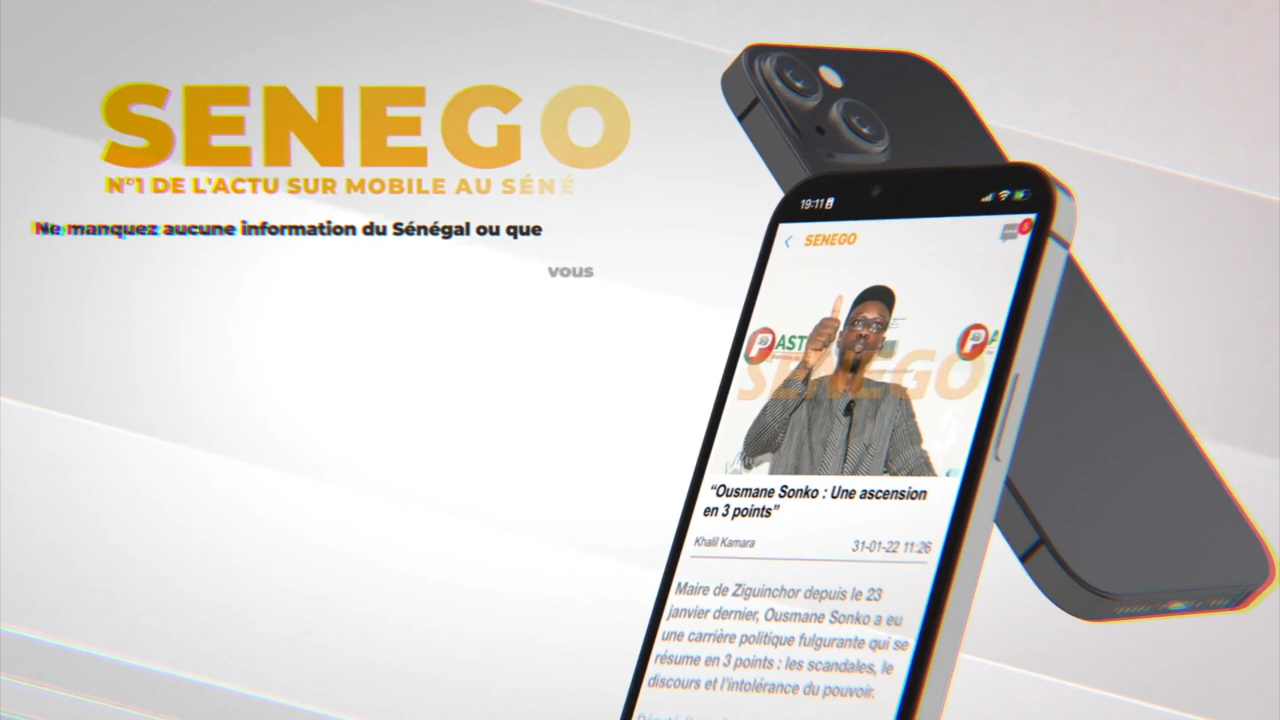 SENEGO
N°1 DE L'ACTU SUR MOBILE AU SÉNÉ
Ne manquez aucune information du Sénégal ou que
vous
19:11
SENEGO
PAST
P
SENEGO
“Ousmane Sonko : Une ascension
en 3 points”
Khalil Kamara 31-01-22 11:26
Maire de Ziguinchor depuis le 23
janvier dernier, Ousmane Sonko a eu
une carrière politique fulgurante qui se
résume en 3 points : les scandales, le
discours et l'intolérance du pouvoir.